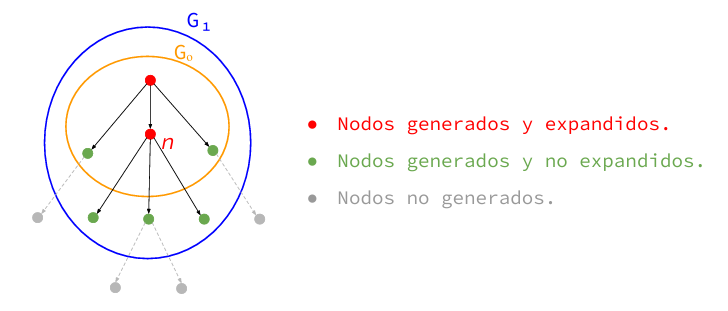 G₁
G₀
n
Nodos generados y expandidos.
Nodos generados y no expandidos.
Nodos no generados.